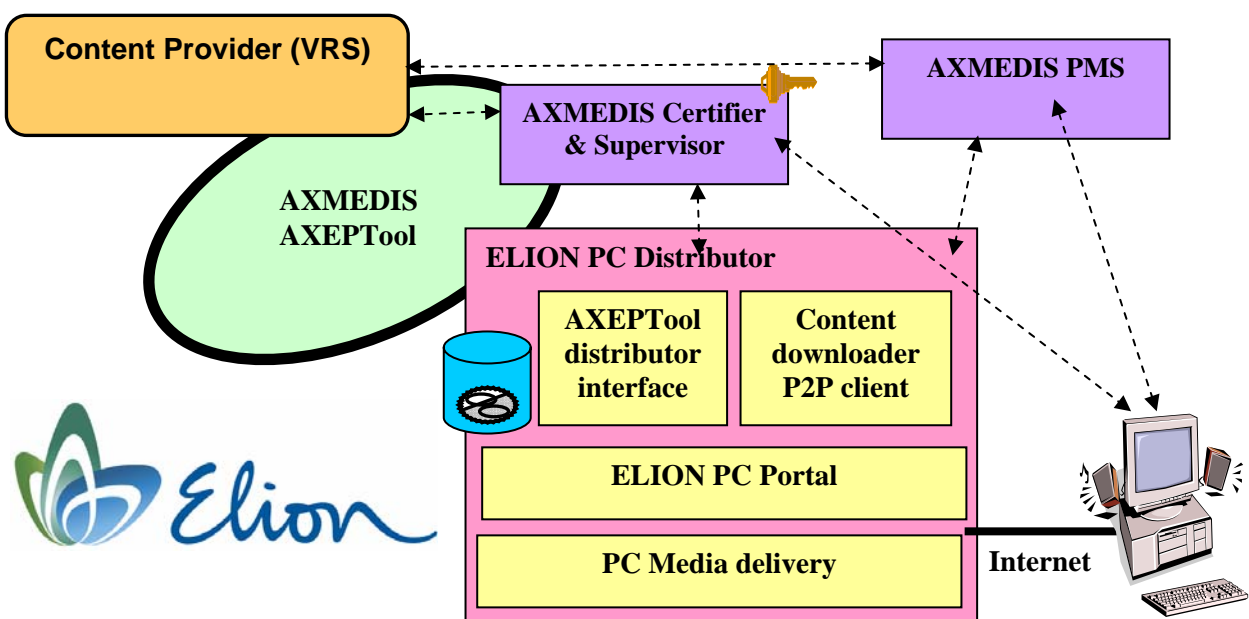 Content Provider (VRS)
AXMEDIS PMS
AXMEDIS Certifier
& Supervisor
AXMEDIS
AXEPTool
ELION PC Distributor
AXEPTool
distributor
interface
Content
downloader
P2P client
ELION PC Portal
PC Media delivery
Internet
Elion